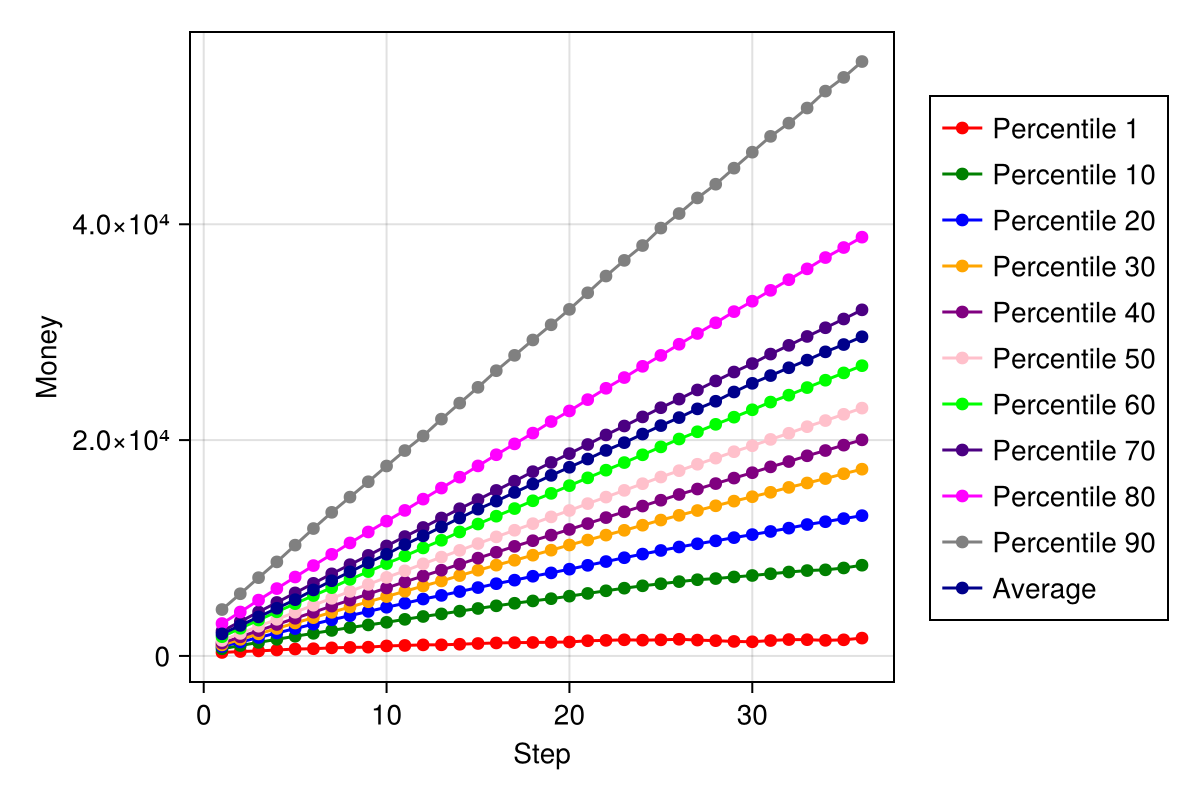 Money
4.0×10⁴
2.0×10⁴
0
0 10 20 30
Step
Percentile 1
Percentile 10
Percentile 20
Percentile 30
Percentile 40
Percentile 50
Percentile 60
Percentile 70
Percentile 80
Percentile 90
Average